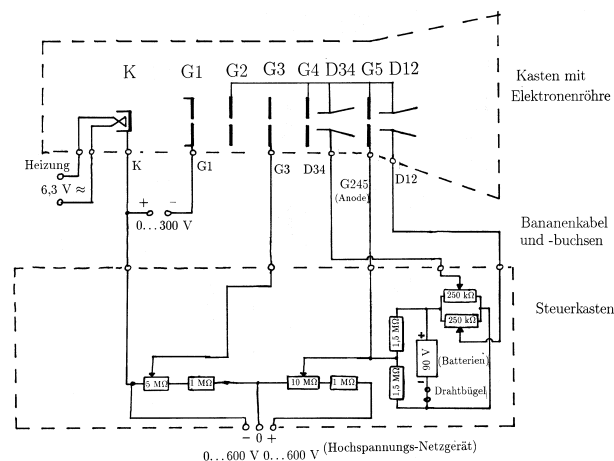 K G1 G2 G3 G4 D34 G5 D12
Kasten mit
Elektronenröhre
Heizung
6,3 V ≈
K
G1
G3
D34
G245
(Anode)
D12
+ −
0...300 V
Bananenkabel
und -buchsen
Steuerkasten
250 kΩ
250 kΩ
1,5 MΩ
1,5 MΩ
+
90 V
−
(Batterien)
Drahtbügel
5 MΩ
1 MΩ
10 MΩ
1 MΩ
− 0 +
0...600 V 0...600 V
(Hochspannungs-Netzgerät)